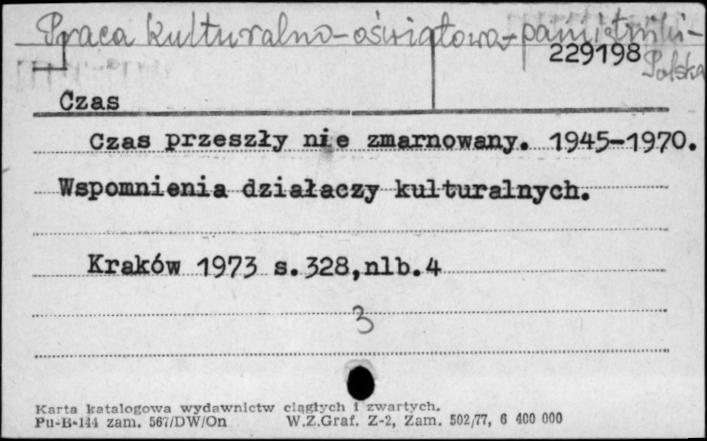 Praca kulturalno-oświatowa-pamiętniki-
Polska
229198
Czas
Czas przeszły nie zmarnowany. 1945-1970.
Wspomnienia działaczy kulturalnych.
Kraków 1973 s.328,nlb.4
3
Karta katalogowa wydawnictw ciągłych i zwartych.
Pu-B-144 zam. 567/DW/On W.Z.Graf. Z-2, Zam. 502/77, 6 400 000